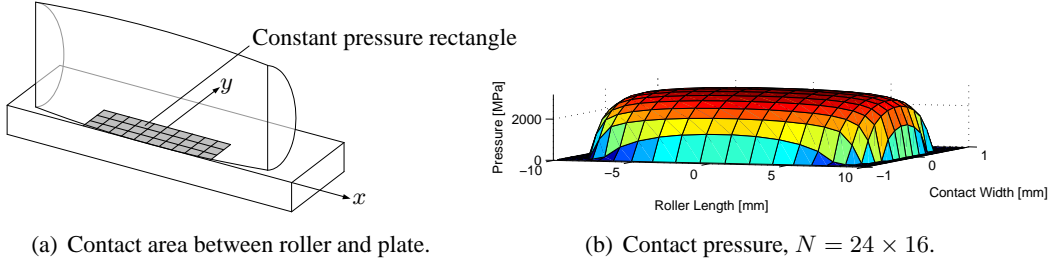 Constant pressure rectangle
y
x
(a) Contact area between roller and plate.
Pressure [MPa]
2000
0
−10
−5
0
5
10
−1
0
1
Roller Length [mm]
Contact Width [mm]
(b) Contact pressure, N = 24 × 16.